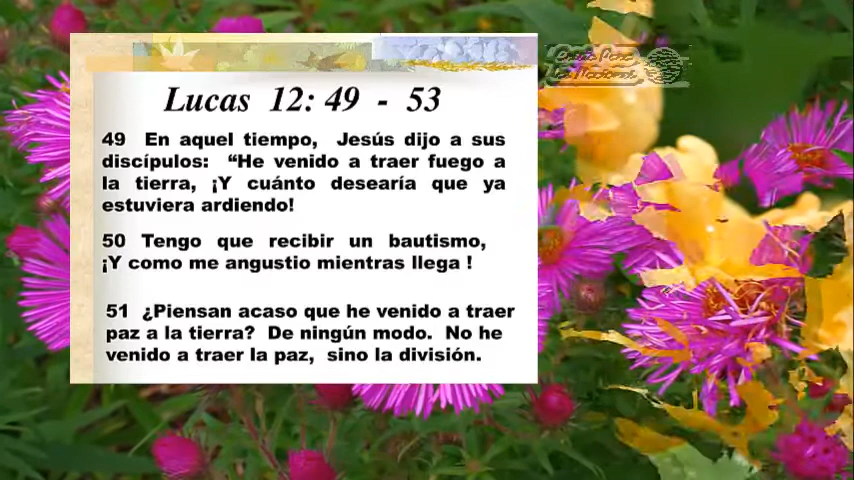 Lucas 12: 49 - 53
49 En aquel tiempo, Jesús dijo a sus
discípulos: “He venido a traer fuego a
la tierra, ¡Y cuánto desearía que ya
estuviera ardiendo!
50 Tengo que recibir un bautismo,
¡Y como me angustio mientras llega !
51 ¿Piensan acaso que he venido a traer
paz a la tierra? De ningún modo. No he
venido a traer la paz, sino la división.